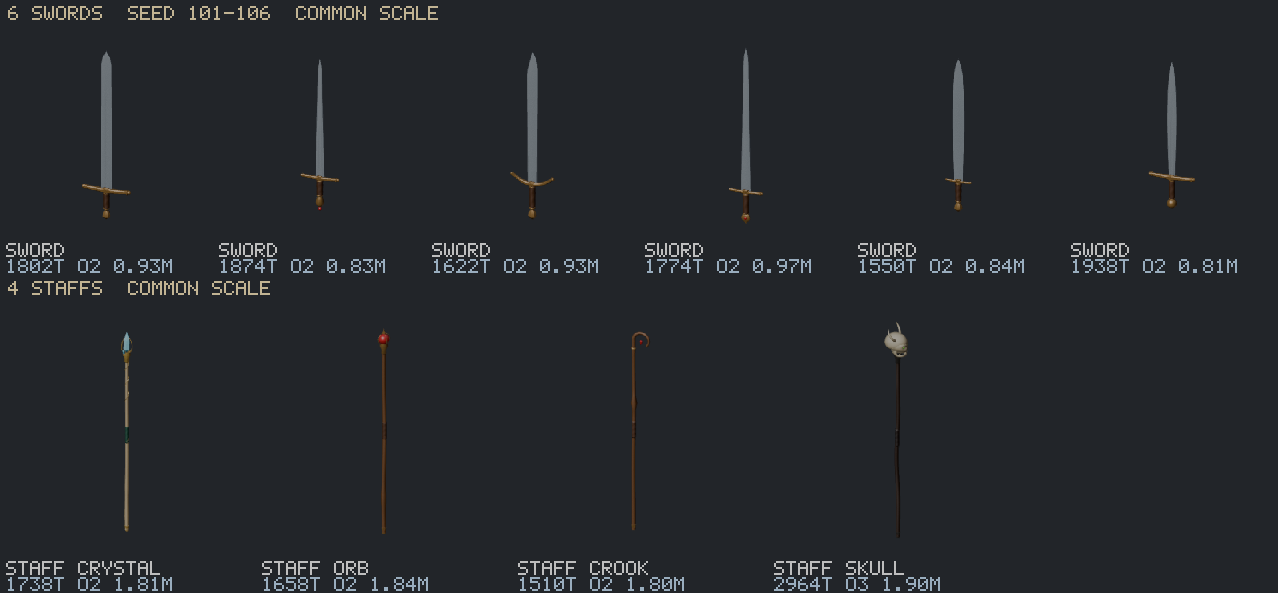 6 SWORDS  SEED 101-106  COMMON SCALE
SWORD SWORD SWORD SWORD SWORD SWORD
1802T O2 0.93M 1874T O2 0.83M 1622T O2 0.93M 1774T O2 0.97M 1550T O2 0.84M 1938T O2 0.81M
4 STAFFS  COMMON SCALE
STAFF CRYSTAL STAFF ORB STAFF CROOK STAFF SKULL
1738T O2 1.81M 1658T O2 1.84M 1510T O2 1.80M 2964T O3 1.90M